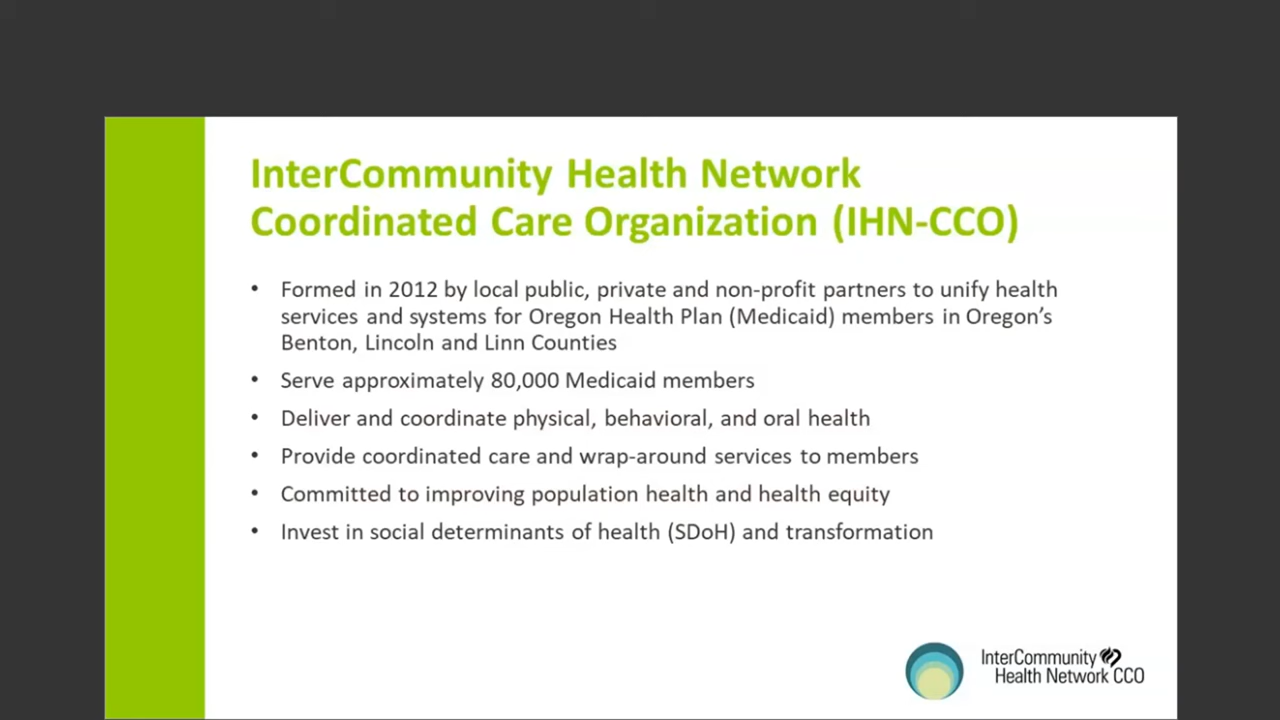 InterCommunity Health Network
Coordinated Care Organization (IHN-CCO)
• Formed in 2012 by local public, private and non-profit partners to unify health
services and systems for Oregon Health Plan (Medicaid) members in Oregon's
Benton, Lincoln and Linn Counties
• Serve approximately 80,000 Medicaid members
• Deliver and coordinate physical, behavioral, and oral health
• Provide coordinated care and wrap-around services to members
• Committed to improving population health and health equity
• Invest in social determinants of health (SDoH) and transformation
InterCommunity
Health Network CCO